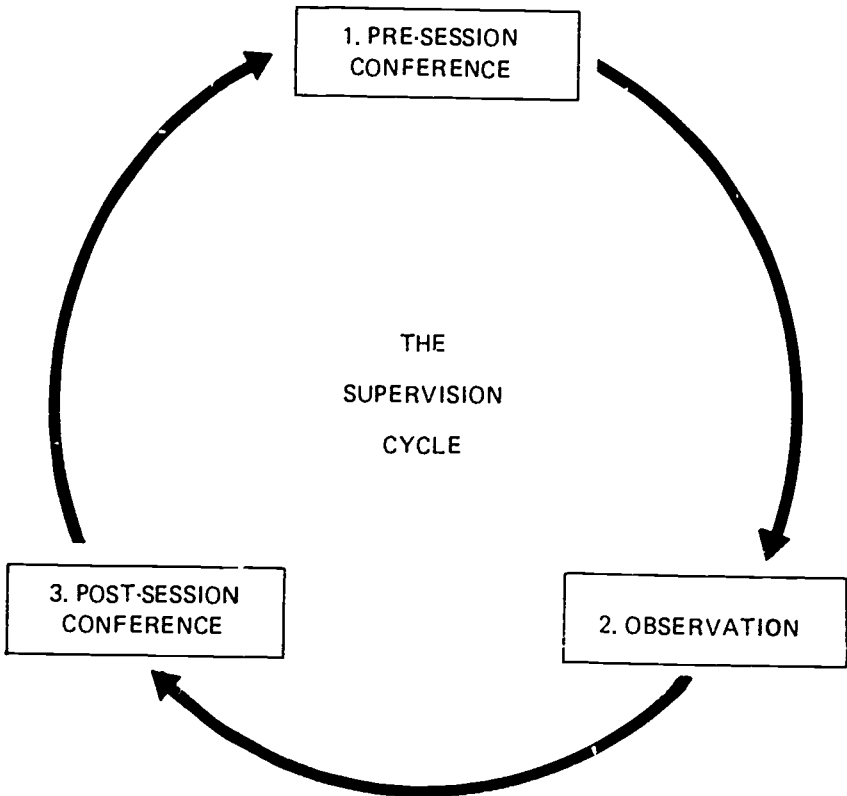 1. PRE-SESSION
CONFERENCE
THE
SUPERVISION
CYCLE
3. POST-SESSION
CONFERENCE
2. OBSERVATION